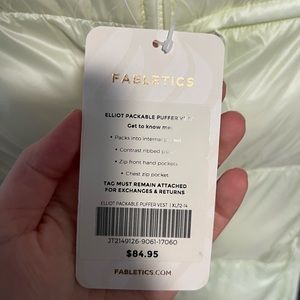 FABLETICS
ELLIOT PACKABLE PUFFER
Get to know me:
• Packs into internal
• Contrast ribbed
• Zip front hand pockets
• Chest zip pocket
TAG MUST REMAIN ATTACHED
FOR EXCHANGES & RETURNS
ELLIOT PACKABLE PUFFER VEST | XL/12-14
JT2149126-9061-17060
$84.95
FABLETICS.COM